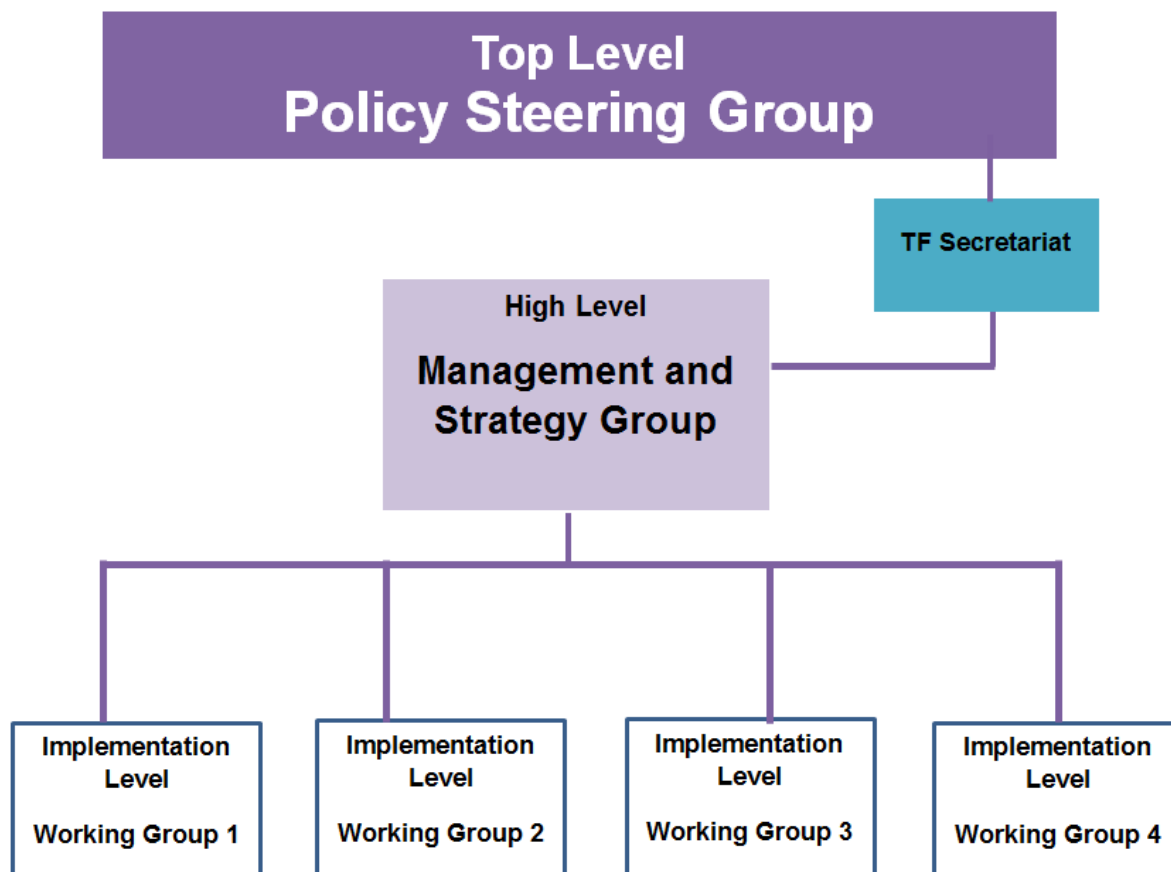 Top Level
Policy Steering Group
TF Secretariat
High Level
Management and
Strategy Group
Implementation
Level
Working Group 1
Implementation
Level
Working Group 2
Implementation
Level
Working Group 3
Implementation
Level
Working Group 4